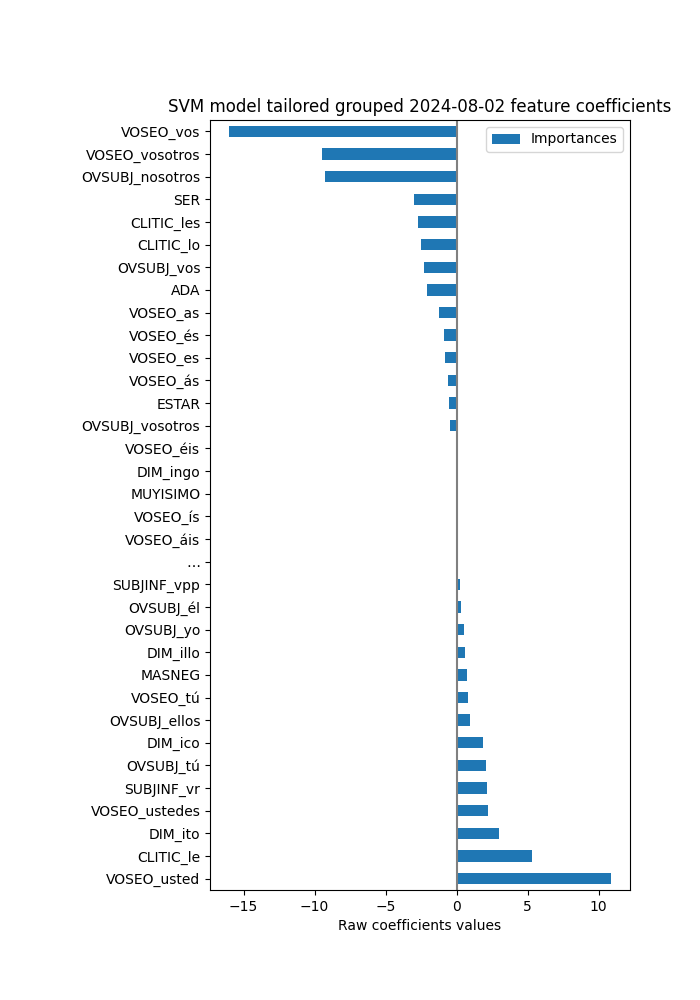 SVM model tailored grouped 2024-08-02 feature coefficients
Importances
VOSEO_vos
VOSEO_vosotros
OVSUBJ_nosotros
SER
CLITIC_les
CLITIC_lo
OVSUBJ_vos
ADA
VOSEO_as
VOSEO_és
VOSEO_es
VOSEO_ás
ESTAR
OVSUBJ_vosotros
VOSEO_éis
DIM_ingo
MUYISIMO
VOSEO_ís
VOSEO_áis
...
SUBJINF_vpp
OVSUBJ_él
OVSUBJ_yo
DIM_illo
MASNEG
VOSEO_tú
OVSUBJ_ellos
DIM_ico
OVSUBJ_tú
SUBJINF_vr
VOSEO_ustedes
DIM_ito
CLITIC_le
VOSEO_usted
−15 −10 −5 0 5 10
Raw coefficients values